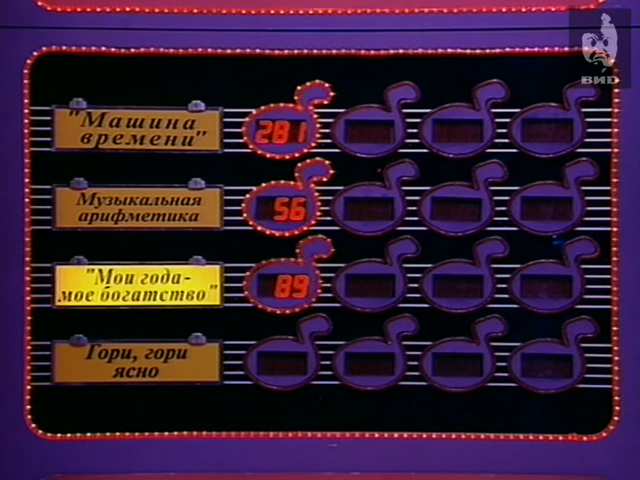 ВИD
"Машина
времени"
281
Музыкальная
арифметика
56
"Мои года-
мое богатство"
89
Гори, гори
ясно